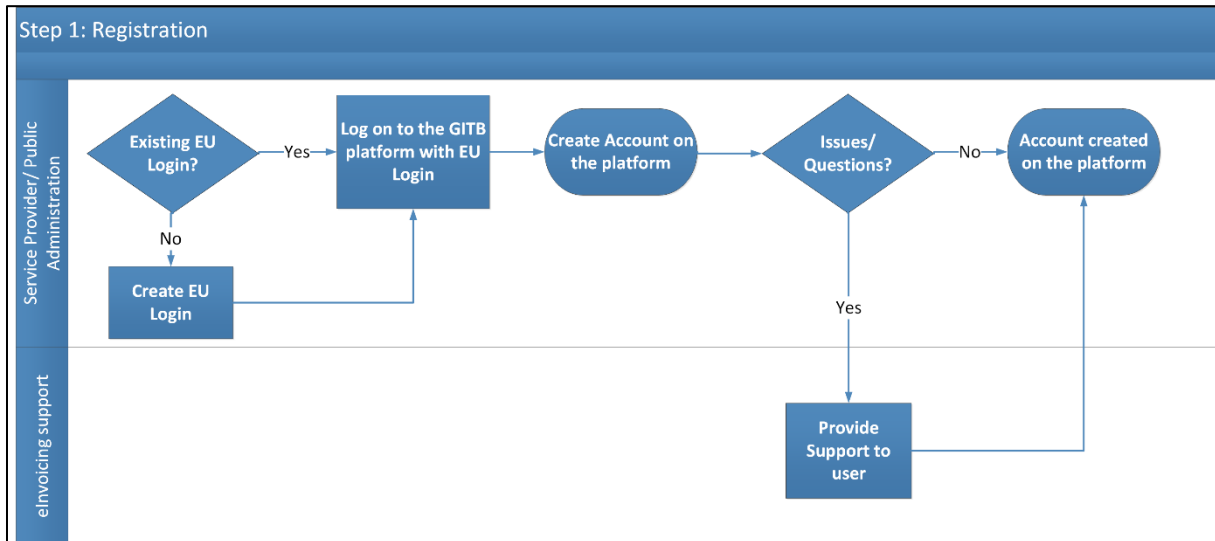 Step 1: Registration
Service Provider/ Public
Administration
Existing EU
Login?
Yes
Log on to the GITB
platform with EU
Login
Create Account on
the platform
Issues/
Questions?
No
Account created
on the platform
No
Create EU
Login
Yes
eInvoicing support
Provide
Support to
user